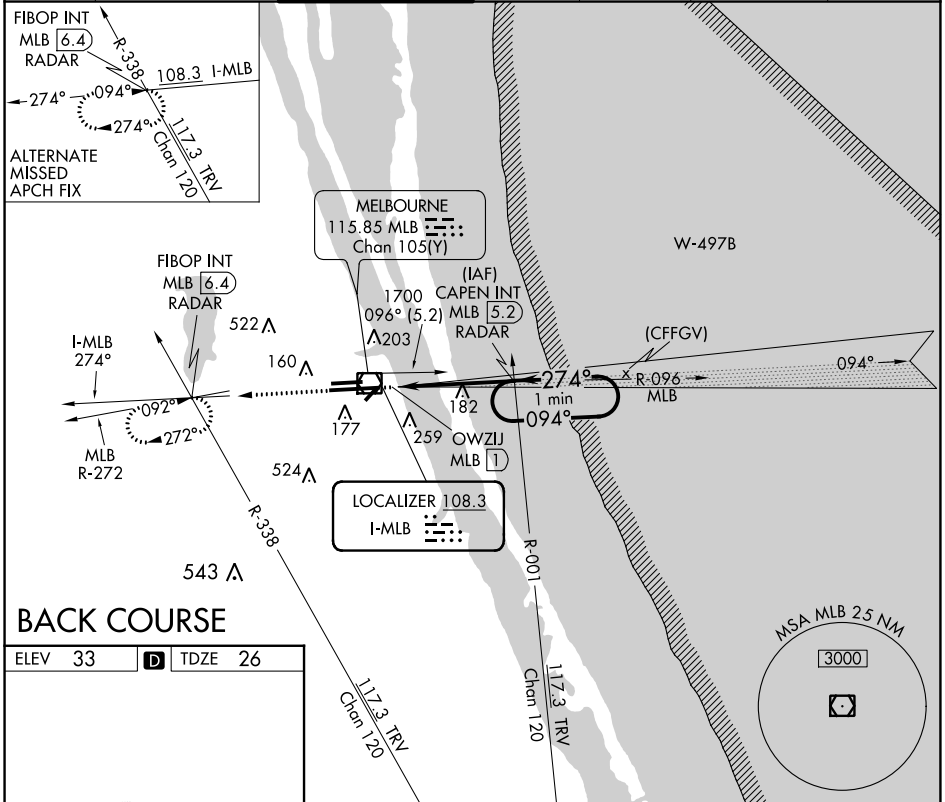 FIBOP INT
MLB 6.4
RADAR
R-338
108.3 I-MLB
274° 094°
274°
117.3 TRV
Chan 120
ALTERNATE
MISSED
APCH FIX
MELBOURNE
115.85 MLB
Chan 105(Y)
W-497B
FIBOP INT
MLB 6.4
RADAR
(IAF)
CAPEN INT
MLB 5.2
RADAR
1700
096° (5.2)
522
203
(CFFGV)
I-MLB
274°
160
094°
274°
x R-096
MLB
1 min
094°
092°
272°
182
177
259
OWZIJ
MLB 1
MLB
R-272
524
LOCALIZER 108.3
I-MLB
R-338
R-001
543
BACK COURSE
MSA MLB 25 NM
3000
ELEV 33 D TDZE 26
117.3 TRV
Chan 120
117.3 TRV
Chan 120